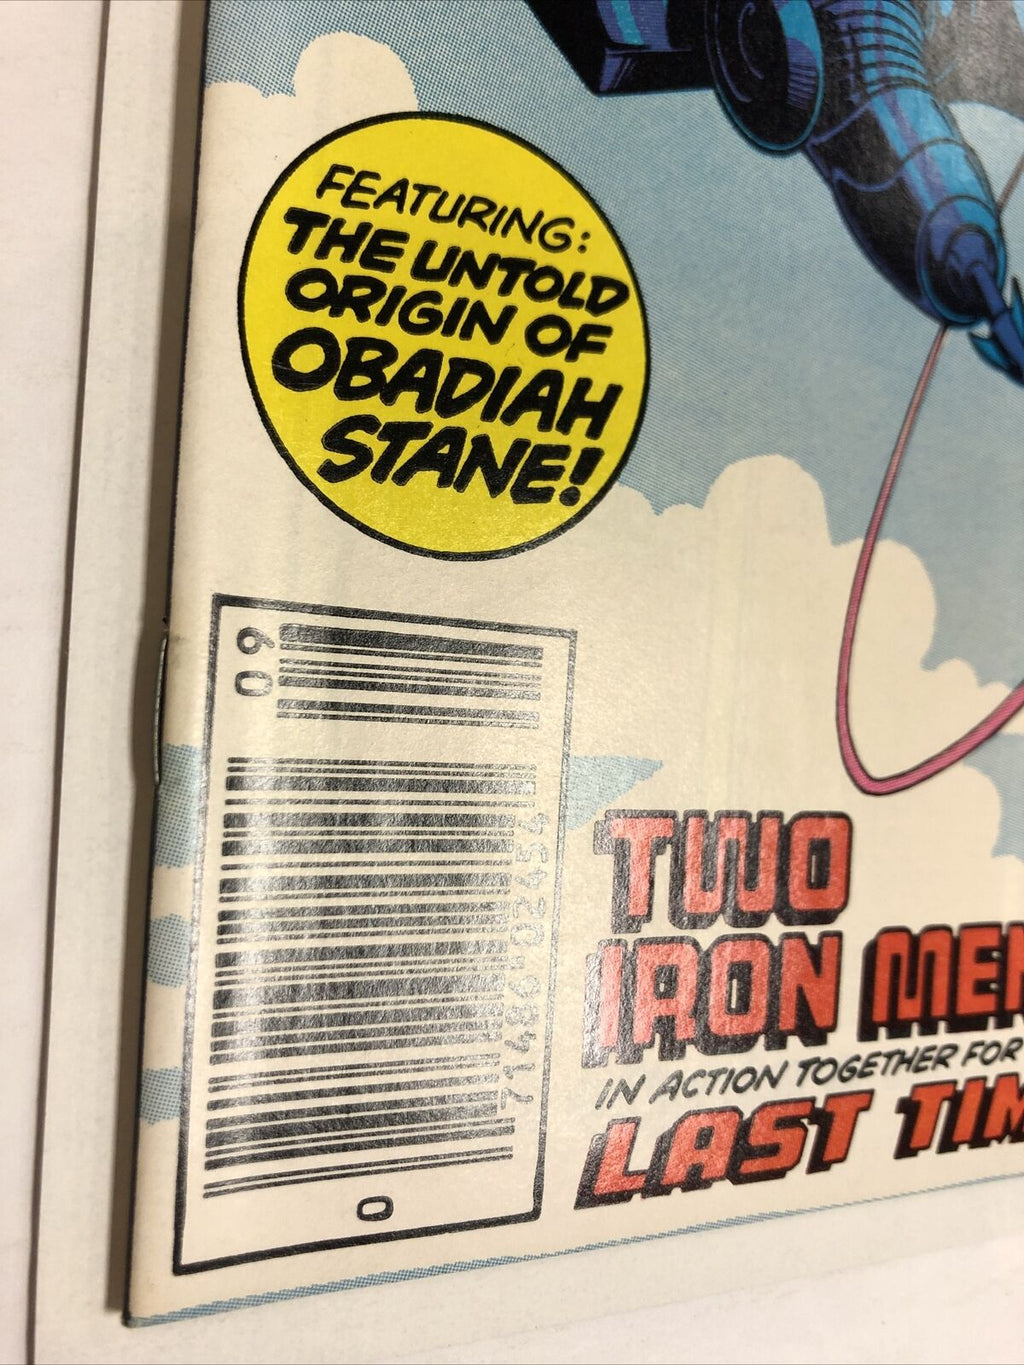 FEATURING:
THE UNTOLD
ORIGIN OF
OBADIAH
STANE!
09
71486 02454
0
TWO
IRON MEN
IN ACTION TOGETHER FOR
LAST TIM